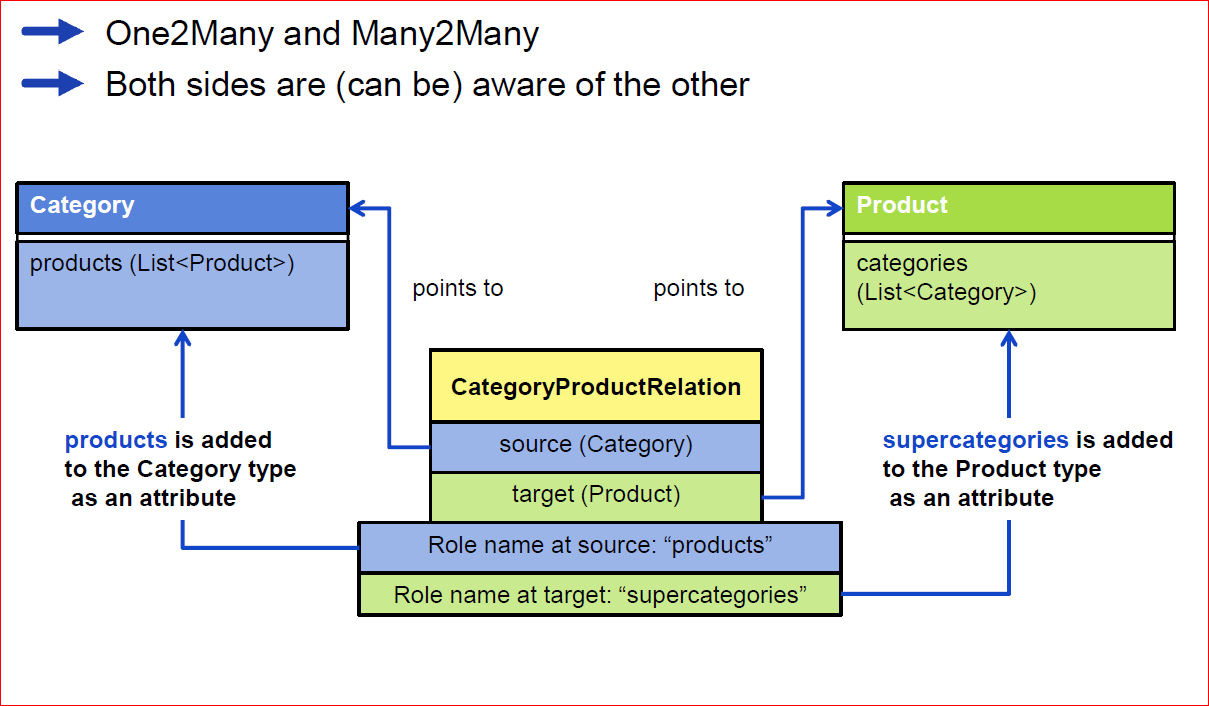 One2Many and Many2Many
Both sides are (can be) aware of the other
Category
products (List<Product>)
Product
categories
(List<Category>)
points to
points to
CategoryProductRelation
source (Category)
target (Product)
Role name at source: “products”
Role name at target: “supercategories”
products is added
to the Category type
as an attribute
supercategories is added
to the Product type
as an attribute